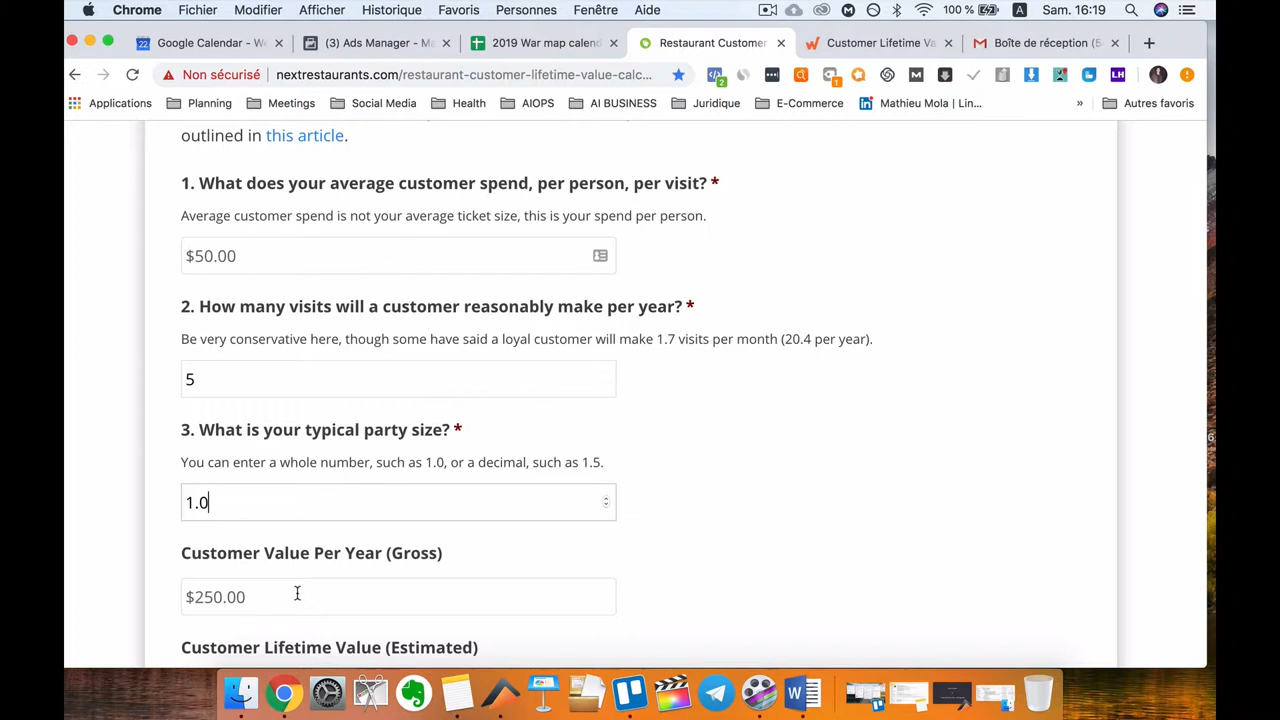 Chrome Fichier Modifier Afficher Historique Favoris Personnes Fenêtre Aide 100 % A Sam. 16:19
22 Google Calendar - We (3) Ads Manager - Ma 2019 War map calend Restaurant Customer Customer Lifetime Va Boîte de réception (5
Non sécurisé nextrestaurants.com/restaurant-customer-lifetime-value-calc... 2 1 LH
Applications Planning Meetings Social Media Health AIOPS AI BUSINESS Juridique E-Commerce Mathieu Mola | Lin... » Autres favoris
outlined in this article.
1. What does your average customer spend, per person, per visit? *
Average customer spend is not your average ticket size, this is your spend per person.
$50.00
2. How many visits will a customer reasonably make per year? *
Be very conservative here, though some have said a loyal customer will make 1.7 visits per month (20.4 per year).
5
3. What is your typical party size? *
You can enter a whole number, such as 1.0, or a decimal, such as 1.5.
1.0
Customer Value Per Year (Gross)
$250.00
Customer Lifetime Value (Estimated)